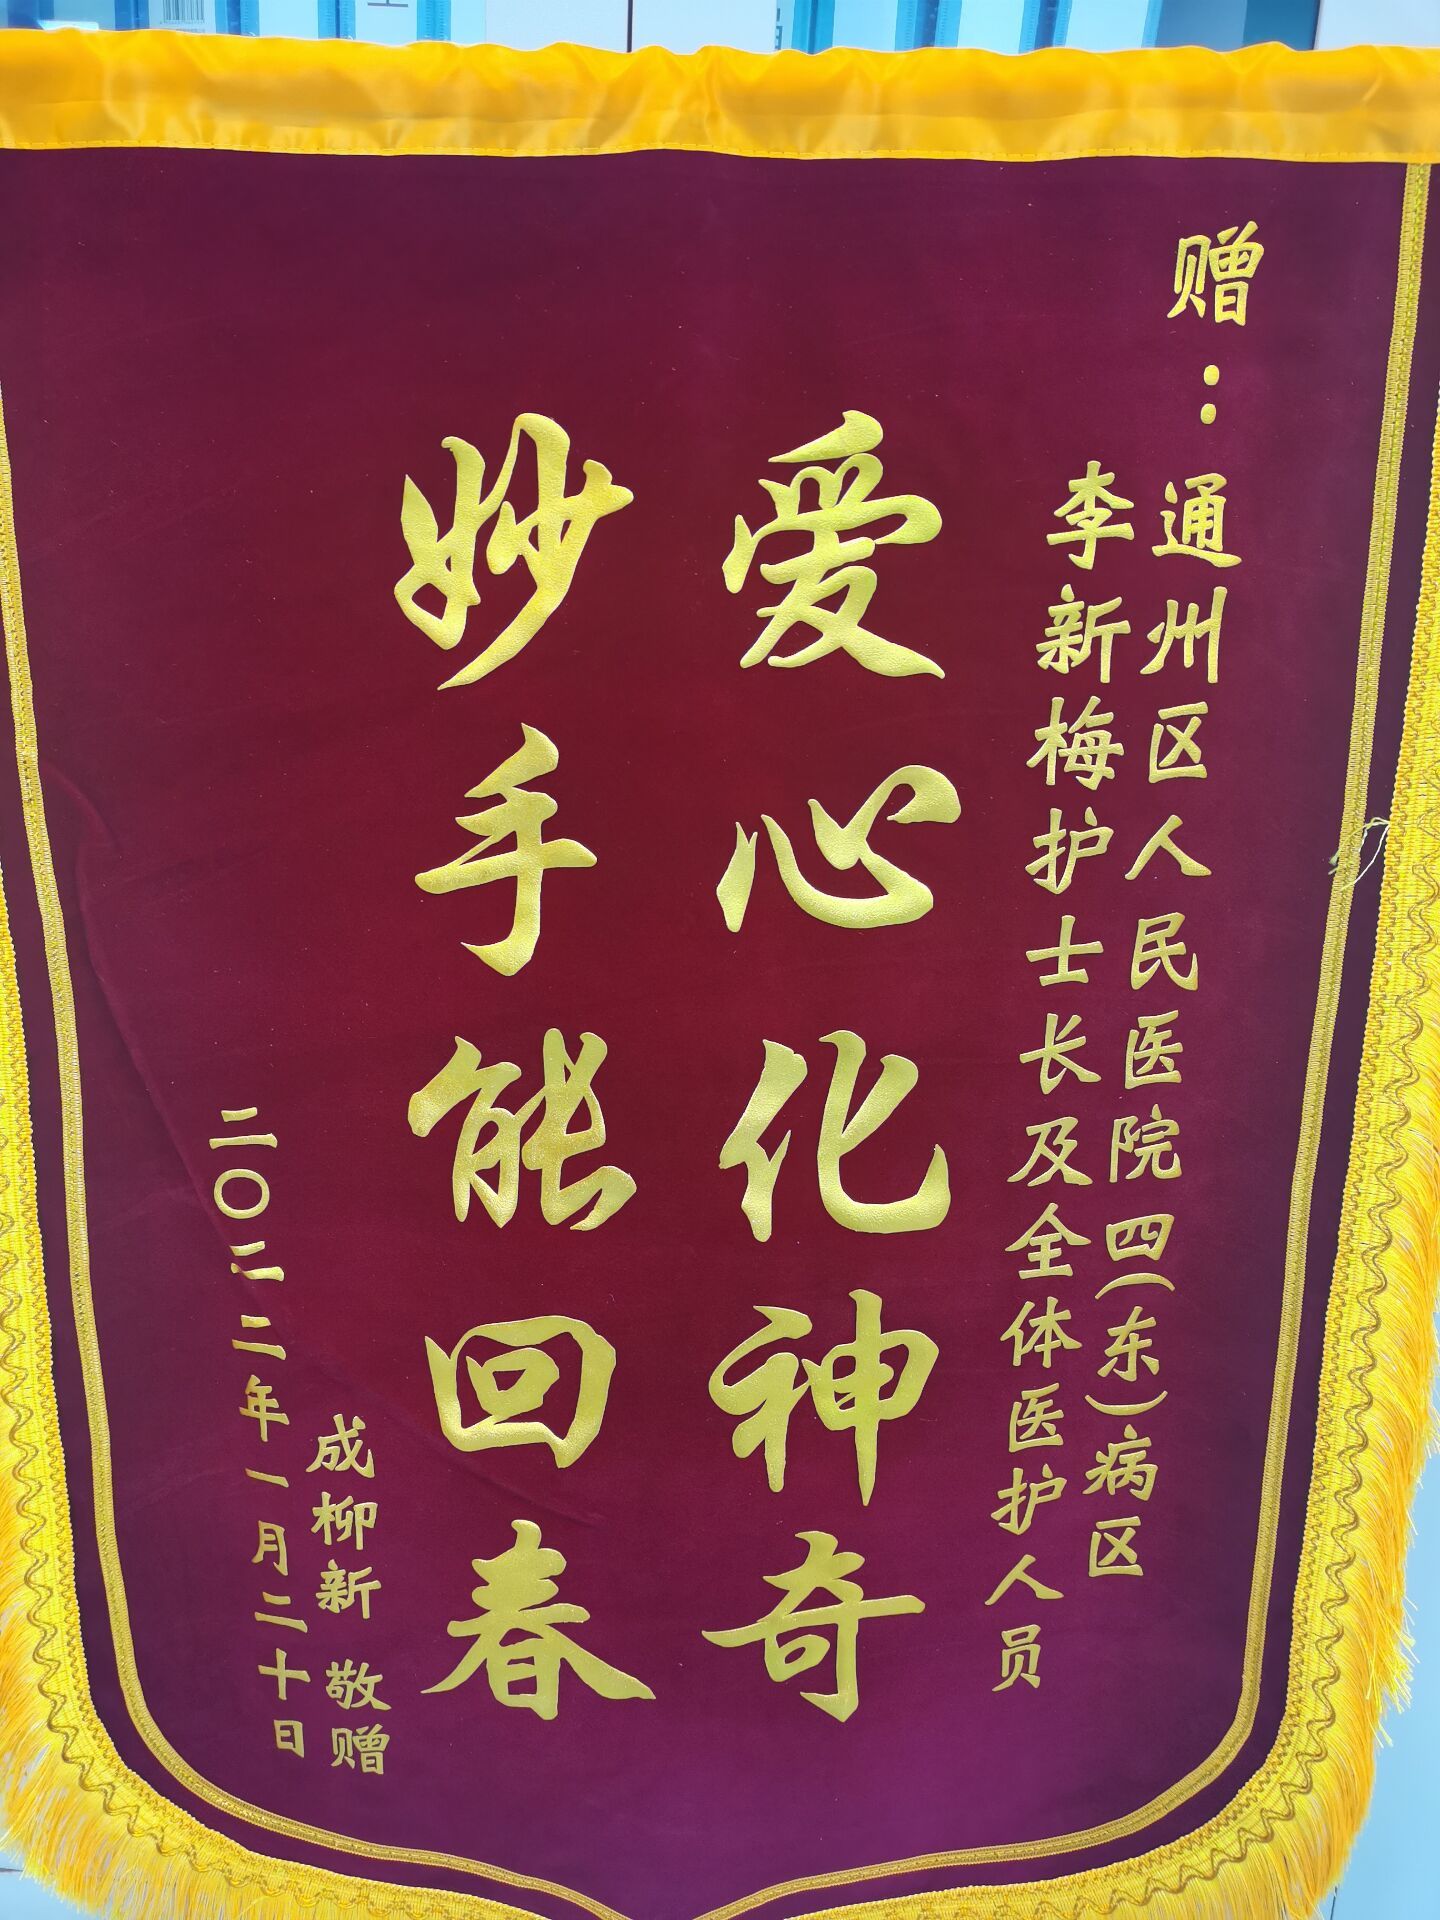 赠：通州区人民医院四(东)病区
李新梅护士长及全体医护人员
爱心化神奇
妙手能回春
成柳新 敬赠
二〇二二年一月二十日